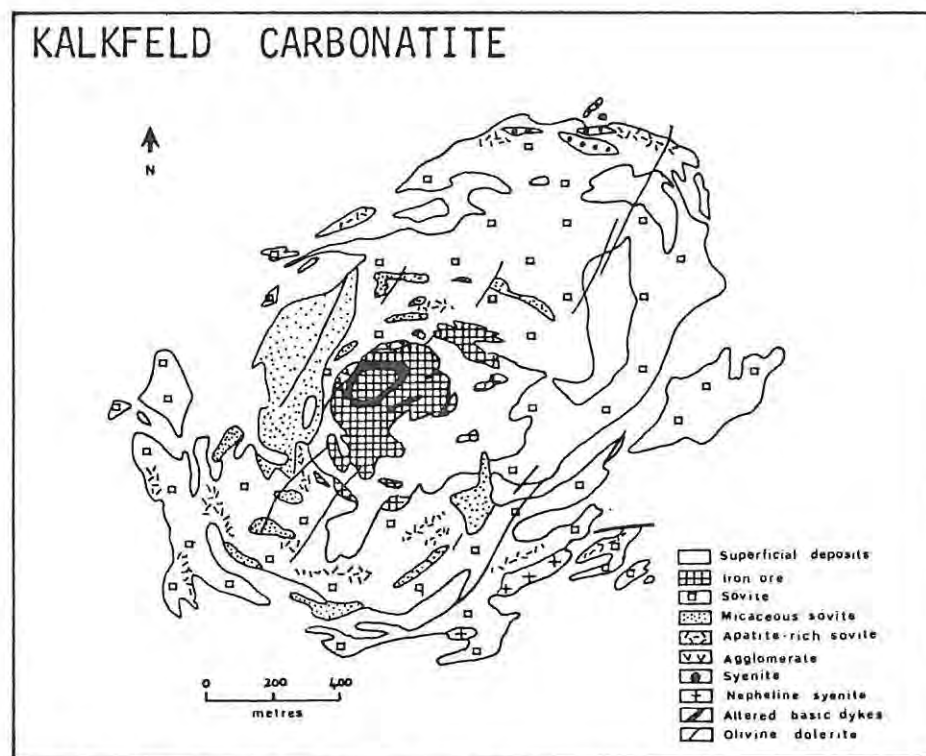 KALKFELD CARBONATITE
N
Superficial deposits
Iron ore
Sövite
Micaceous sovite
Apatite-rich sovite
Agglomerate
Syenite
Nepheline syenite
Altered basic dykes
Olivine dolerite
0 200 400
metres